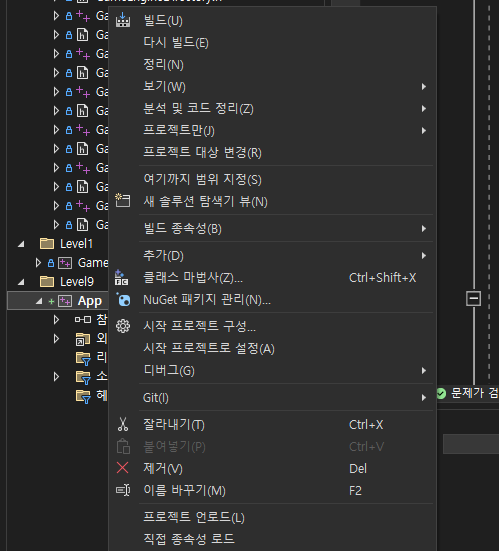 빌드(U)
다시 빌드(E)
정리(N)
보기(W)
분석 및 코드 정리(Z)
프로젝트만(J)
프로젝트 대상 변경(R)
여기까지 범위 지정(S)
새 솔루션 탐색기 뷰(N)
빌드 종속성(B)
추가(D)
클래스 마법사(Z)... Ctrl+Shift+X
NuGet 패키지 관리(N)...
시작 프로젝트 구성...
시작 프로젝트로 설정(A)
디버그(G)
Git(I)
잘라내기(T) Ctrl+X
붙여넣기(P) Ctrl+V
제거(V) Del
이름 바꾸기(M) F2
프로젝트 언로드(L)
직접 종속성 로드
Ga
Ga
Ga
Ga
Ga
Ga
Ga
Ga
Ga
Ga
Ga
Ga
Level1
Game
Level9
App
참
외
리
소
헤
문제가 검